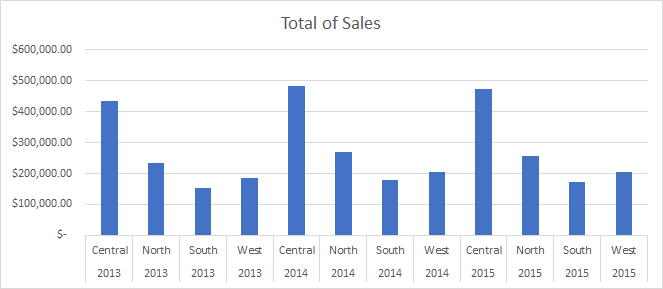 Total of Sales
$600,000.00
$500,000.00
$400,000.00
$300,000.00
$200,000.00
$100,000.00
$-
Central North South West Central North South West Central North South West
2013 2013 2013 2013 2014 2014 2014 2014 2015 2015 2015 2015